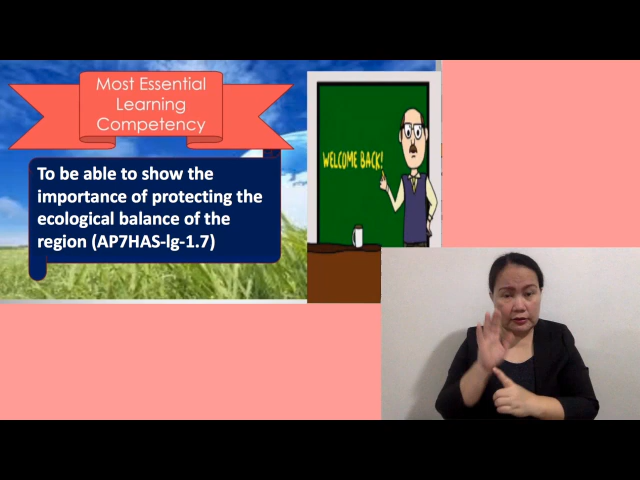 Most Essential
Learning
Competency
To be able to show the
importance of protecting the
ecological balance of the
region (AP7HAS-lg-1.7)
WELCOME BACK!